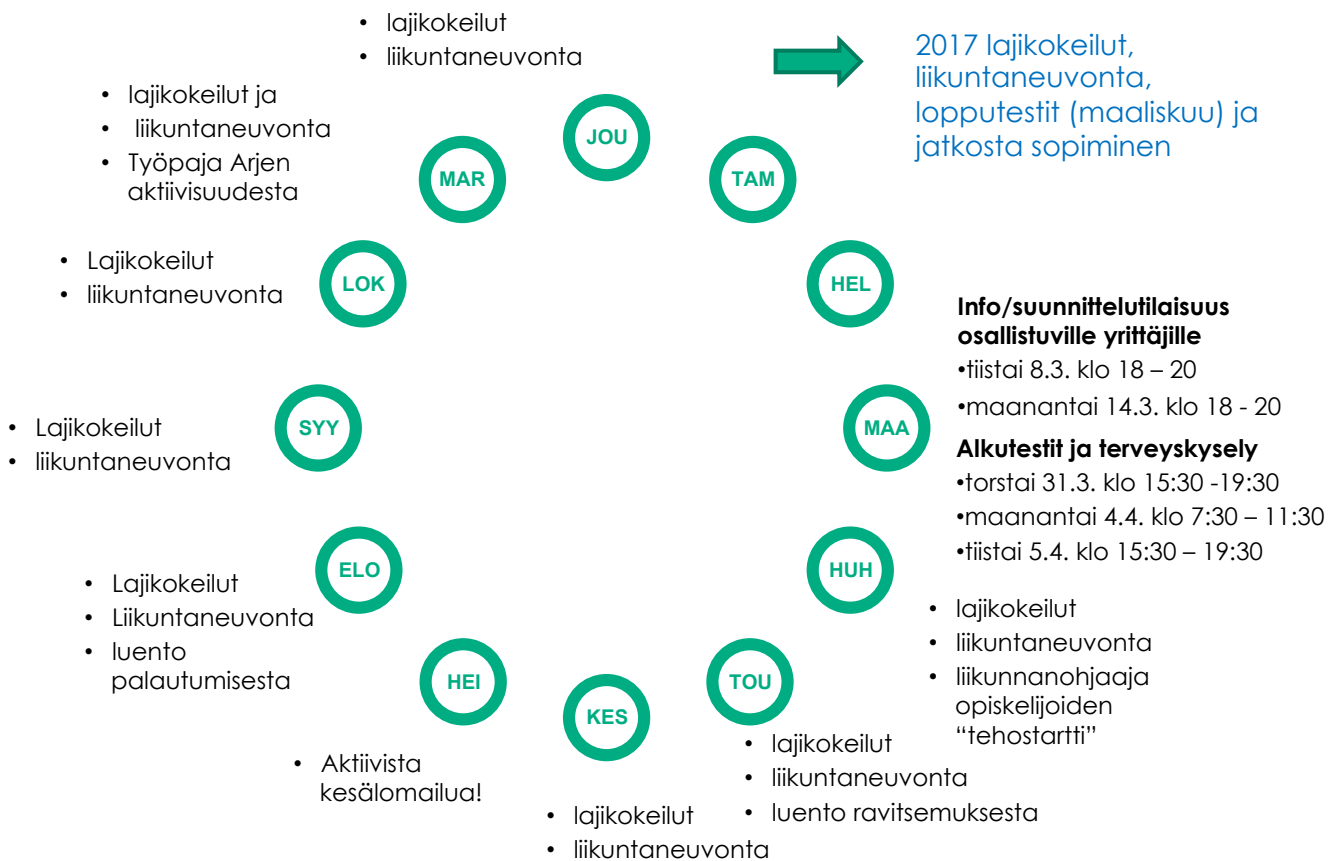 • lajikokeilut
• liikuntaneuvonta
2017 lajikokeilut,
liikuntaneuvonta,
lopputestit (maaliskuu) ja
jatkosta sopiminen
• lajikokeilut ja
• liikuntaneuvonta
• Työpaja Arjen
aktiivisuudesta
JOU
MAR
TAM
• Lajikokeilut
• liikuntaneuvonta
LOK
HEL
Info/suunnittelutilaisuus
osallistuville yrittäjille
•tiistai 8.3. klo 18 – 20
•maanantai 14.3. klo 18 - 20
Alkutestit ja terveyskysely
•torstai 31.3. klo 15:30 -19:30
•maanantai 4.4. klo 7:30 – 11:30
•tiistai 5.4. klo 15:30 – 19:30
• Lajikokeilut
• liikuntaneuvonta
SYY
MAA
ELO
HUH
• Lajikokeilut
• Liikuntaneuvonta
• luento
palautumisesta
• lajikokeilut
• liikuntaneuvonta
• liikunnanohjaaja
opiskelijoiden
“tehostartti”
HEI
TOU
KES
• Aktiivista
kesälomailua!
• lajikokeilut
• liikuntaneuvonta
• luento ravitsemuksesta
• lajikokeilut
• liikuntaneuvonta